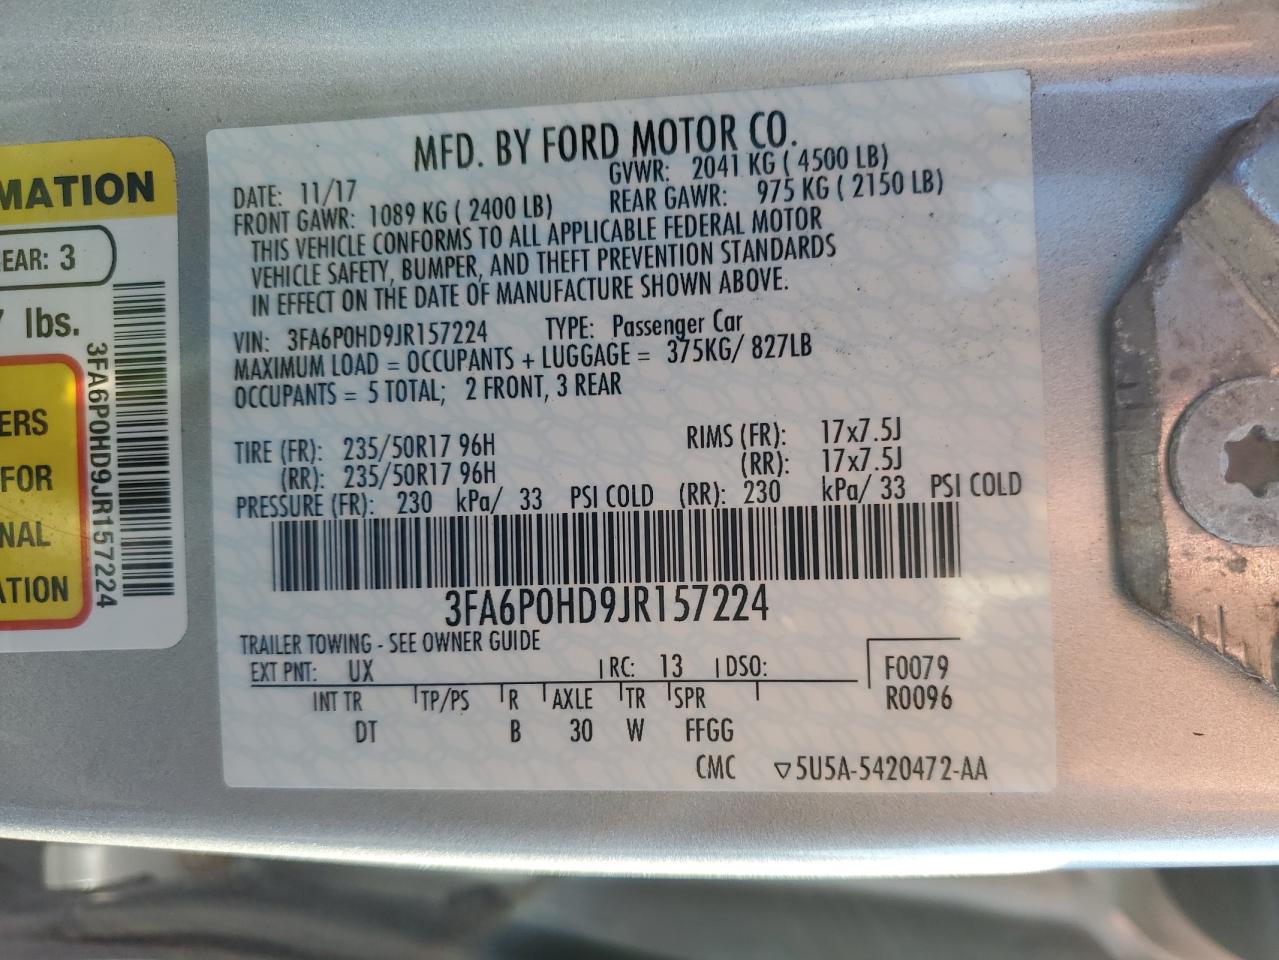 MATION
EAR: 3
lbs.
ERS
FOR
NAL
ATION
3FA6P0HD9JR157224
MFD. BY FORD MOTOR CO.
DATE: 11/17 GVWR: 2041 KG ( 4500 LB)
FRONT GAWR: 1089 KG ( 2400 LB) REAR GAWR: 975 KG ( 2150 LB)
THIS VEHICLE CONFORMS TO ALL APPLICABLE FEDERAL MOTOR
VEHICLE SAFETY, BUMPER, AND THEFT PREVENTION STANDARDS
IN EFFECT ON THE DATE OF MANUFACTURE SHOWN ABOVE.
VIN: 3FA6P0HD9JR157224 TYPE: Passenger Car
MAXIMUM LOAD = OCCUPANTS + LUGGAGE = 375KG/ 827LB
OCCUPANTS = 5 TOTAL; 2 FRONT, 3 REAR
TIRE (FR): 235/50R17 96H RIMS (FR): 17x7.5J
(RR): 235/50R17 96H (RR): 17x7.5J
PRESSURE (FR): 230 kPa/ 33 PSI COLD (RR): 230 kPa/ 33 PSI COLD
3FA6P0HD9JR157224
TRAILER TOWING - SEE OWNER GUIDE
EXT PNT: UX RC: 13 DSO: F0079
INT TR TP/PS R AXLE TR SPR R0096
DT B 30 W FFGG
CMC ▽5U5A-5420472-AA